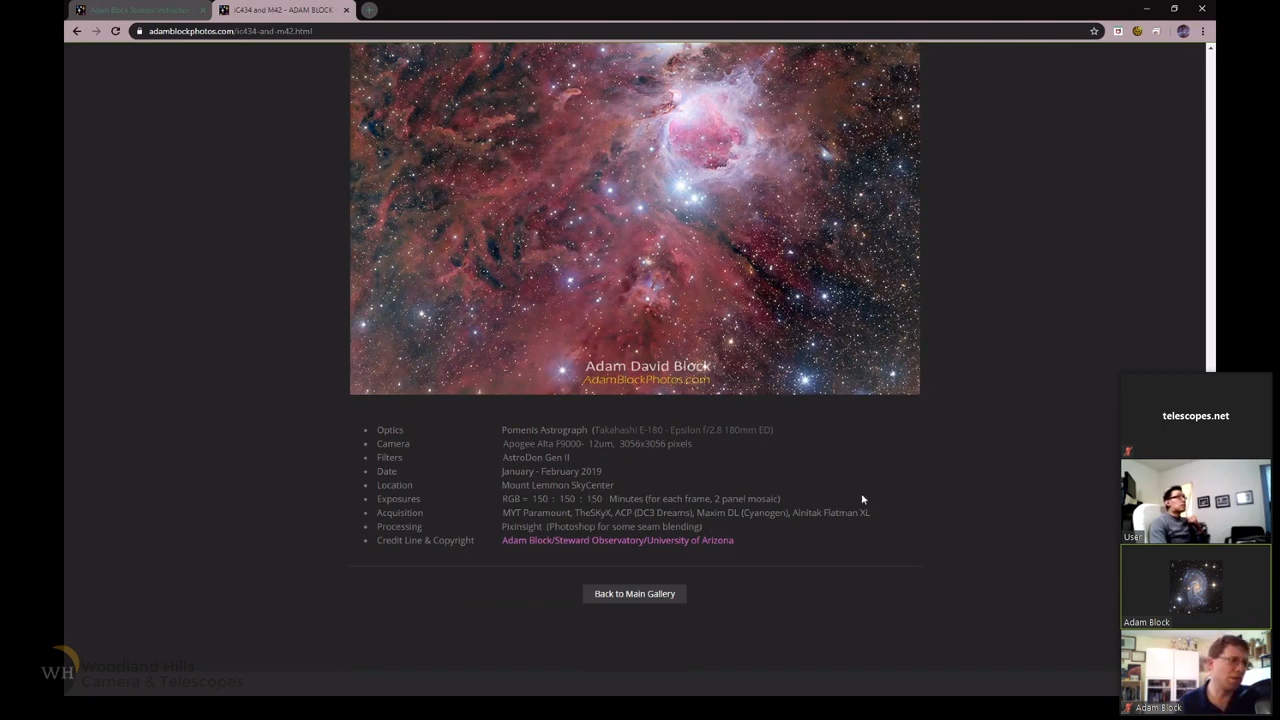 Adam Block Studios Instruction
IC434 and M42 - ADAM BLOCK
adamblockphotos.com/ic434-and-m42.html
Adam David Block
AdamBlockPhotos.com
Optics Pomenis Astrograph (Takahashi E-180 - Epsilon f/2.8 180mm ED)
Camera Apogee Alta F9000- 12um, 3056x3056 pixels
Filters AstroDon Gen II
Date January - February 2019
Location Mount Lemmon SkyCenter
Exposures RGB = 150 : 150 : 150 Minutes (for each frame, 2 panel mosaic)
Acquisition MYT Paramount, TheSKyX, ACP (DC3 Dreams), Maxim DL (Cyanogen), Alnitak Flatman XL
Processing Pixinsight (Photoshop for some seam blending)
Credit Line & Copyright Adam Block/Steward Observatory/University of Arizona
Back to Main Gallery
telescopes.net
User
Adam Block
Adam Block
WH Woodland Hills
Camera & Telescopes